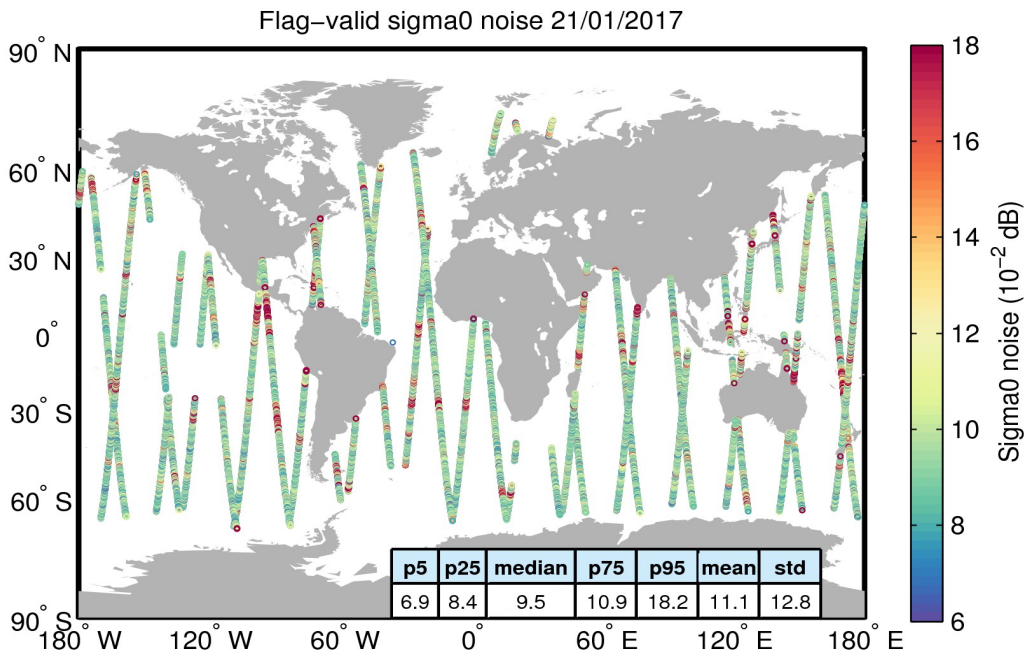 Flag−valid sigma0 noise 21/01/2017
90° N
60° N
30° N
0°
30° S
60° S
90° S
180° W
120° W
60° W
0°
60° E
120° E
180° E
p5 p25 median p75 p95 mean std
6.9 8.4 9.5 10.9 18.2 11.1 12.8
18
16
14
12
10
8
6
Sigma0 noise (10⁻² dB)